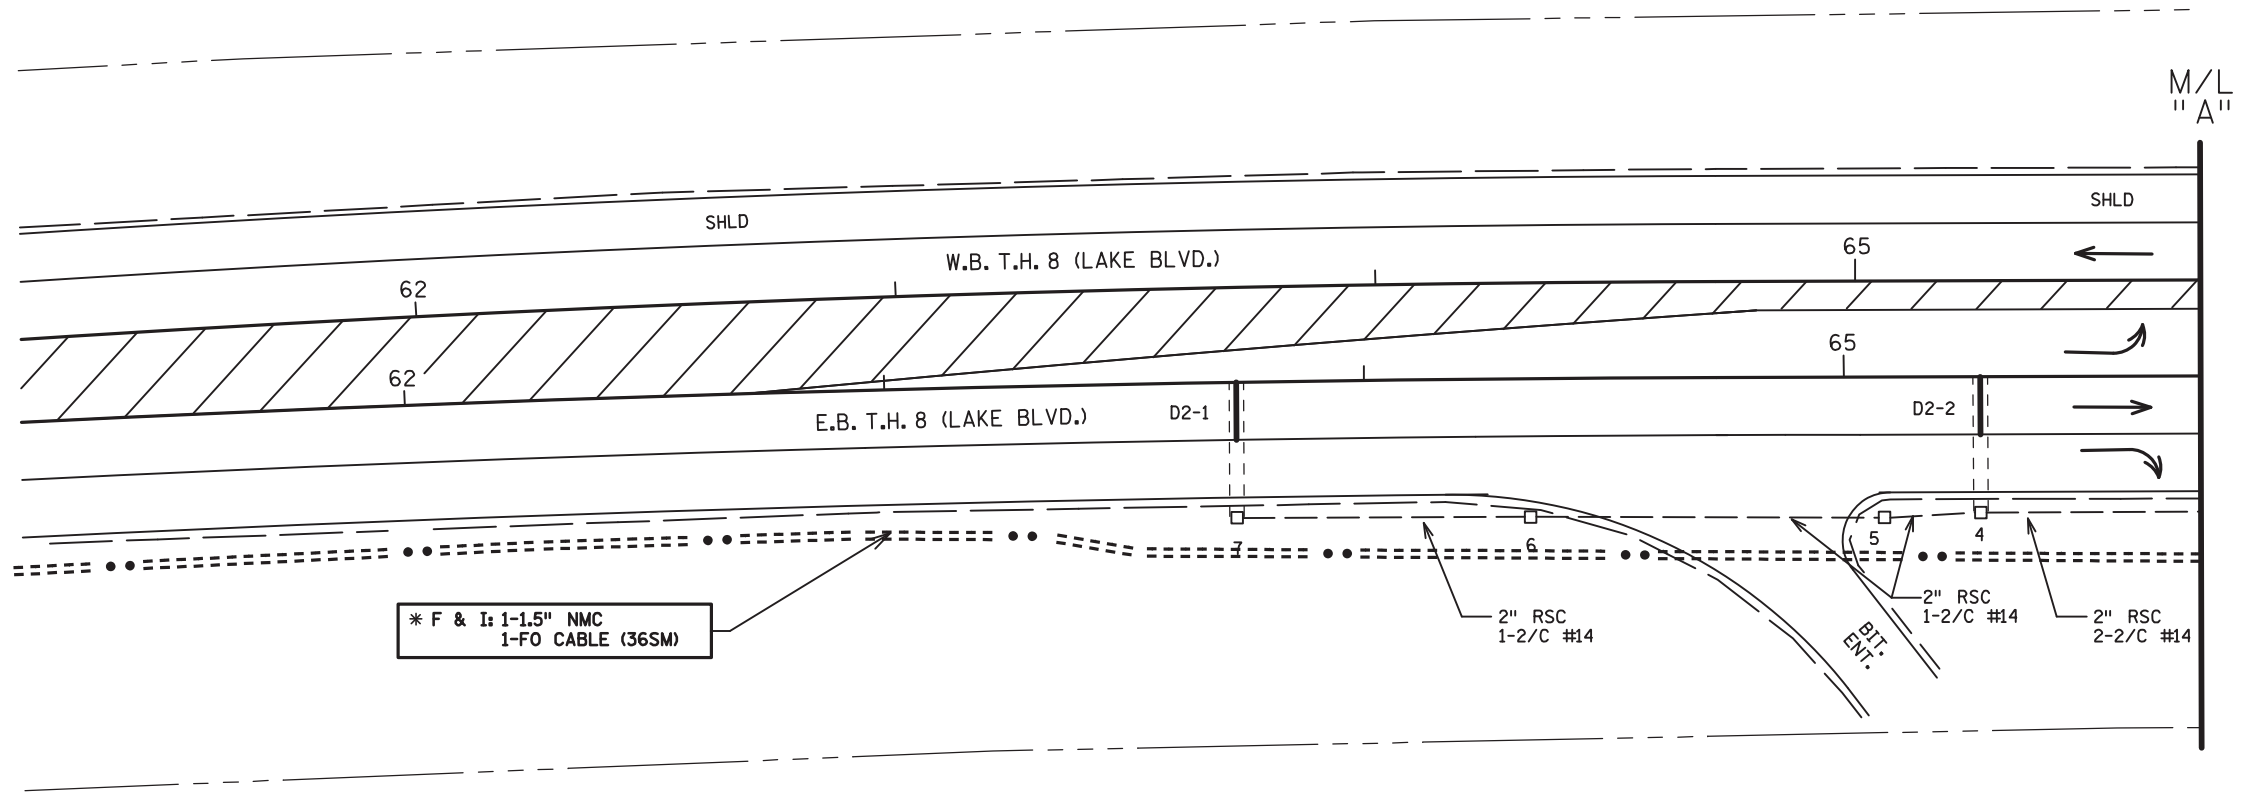 M/L
"A"
SHLD
SHLD
W.B. T.H. 8 (LAKE BLVD.)
65
62
65
62
D2-1
D2-2
E.B. T.H. 8 (LAKE BLVD.)
7
6
5
4
* F & I: 1-1.5" NMC
1-FO CABLE (36SM)
2" RSC
1-2/C #14
2" RSC
1-2/C #14
2" RSC
2-2/C #14
BIT.
ENT.